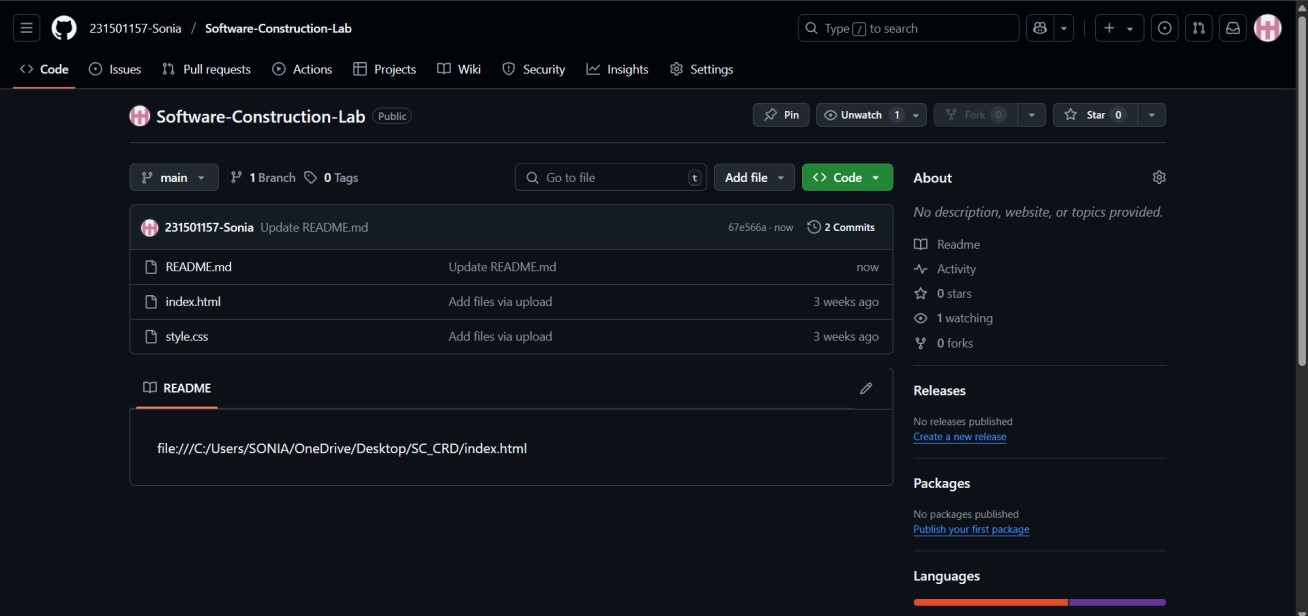 231501157-Sonia / Software-Construction-Lab
Type / to search
Code Issues Pull requests Actions Projects Wiki Security Insights Settings
Software-Construction-Lab Public
Pin Unwatch 1 Fork 0 Star 0
main 1 Branch 0 Tags Go to file t Add file Code
231501157-Sonia Update README.md 67e566a · now 2 Commits
README.md Update README.md now
index.html Add files via upload 3 weeks ago
style.css Add files via upload 3 weeks ago
README
file:///C:/Users/SONIA/OneDrive/Desktop/SC_CRD/index.html
About
No description, website, or topics provided.
Readme
Activity
0 stars
1 watching
0 forks
Releases
No releases published
Create a new release
Packages
No packages published
Publish your first package
Languages